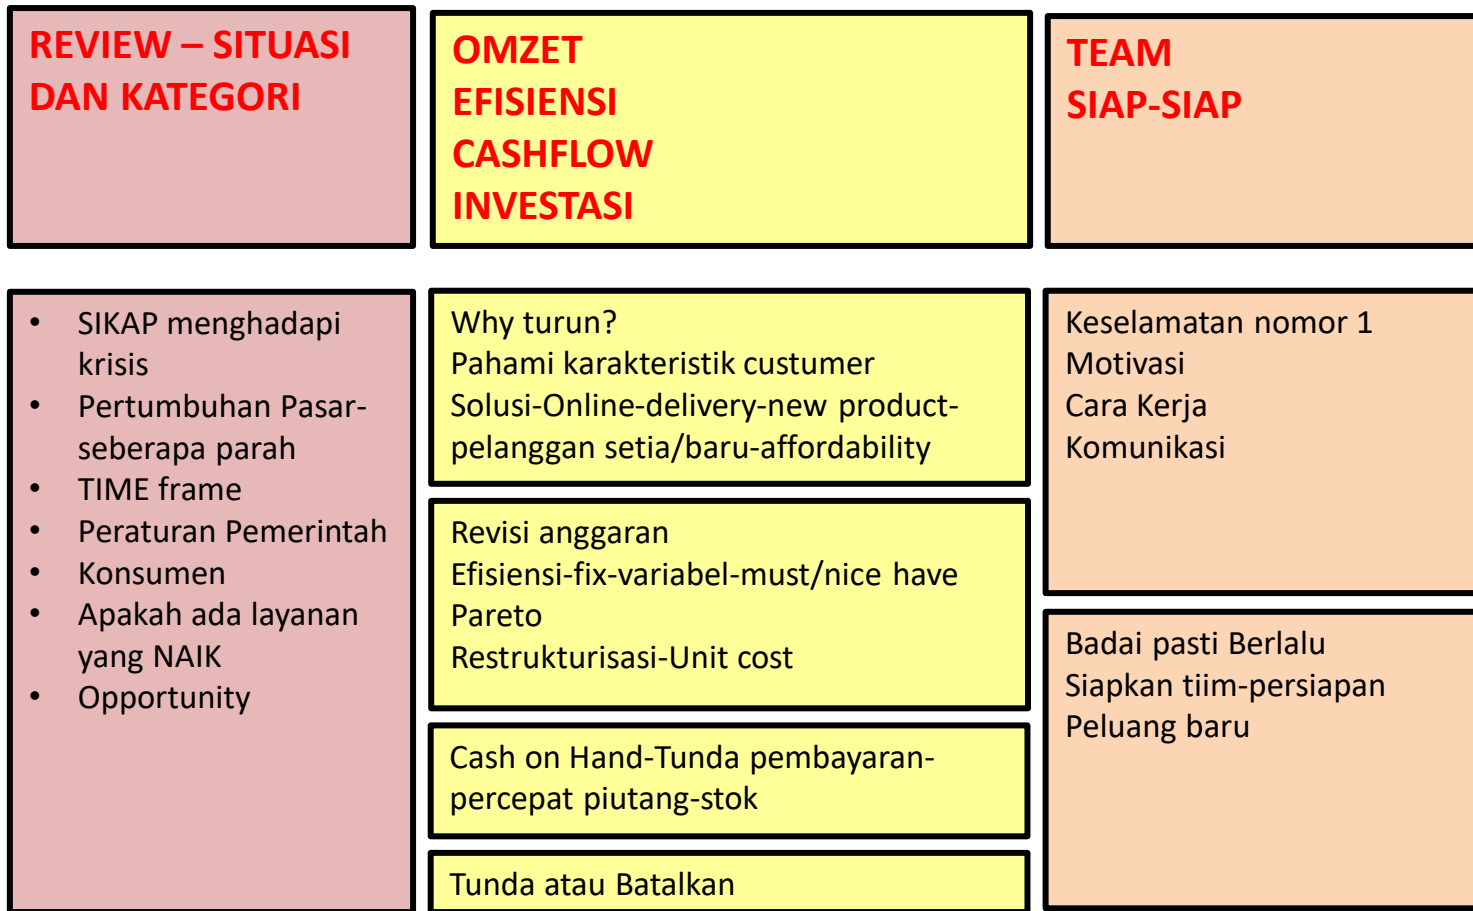 REVIEW – SITUASI
DAN KATEGORI
OMZET
EFISIENSI
CASHFLOW
INVESTASI
TEAM
SIAP-SIAP
• SIKAP menghadapi
krisis
• Pertumbuhan Pasar-
seberapa parah
• TIME frame
• Peraturan Pemerintah
• Konsumen
• Apakah ada layanan
yang NAIK
• Opportunity
Why turun?
Pahami karakteristik custumer
Solusi-Online-delivery-new product-
pelanggan setia/baru-affordability
Revisi anggaran
Efisiensi-fix-variabel-must/nice have
Pareto
Restrukturisasi-Unit cost
Cash on Hand-Tunda pembayaran-
percepat piutang-stok
Tunda atau Batalkan
Keselamatan nomor 1
Motivasi
Cara Kerja
Komunikasi
Badai pasti Berlalu
Siapkan tiim-persiapan
Peluang baru